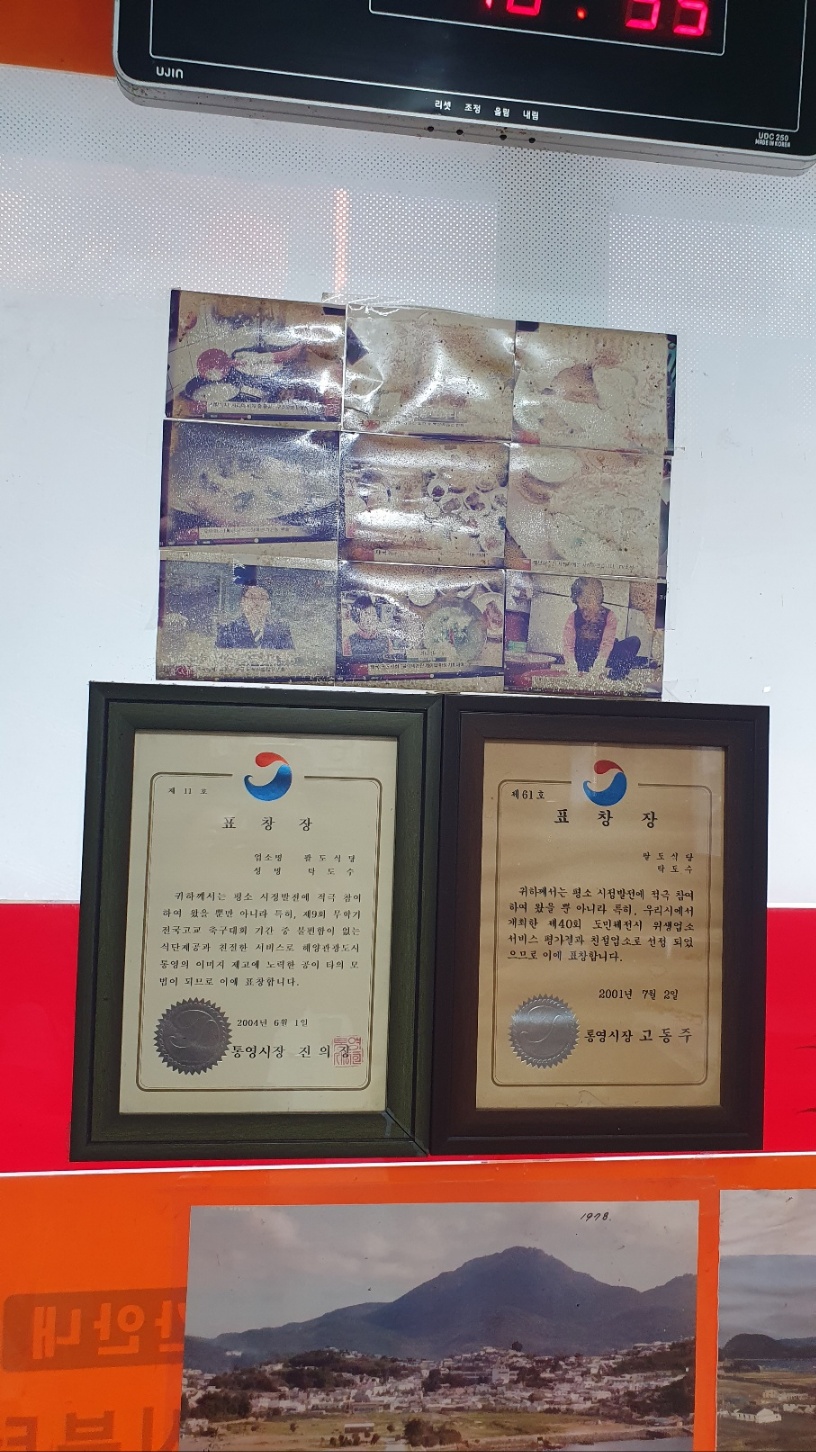 UJIN
리셋 조정 올림 내림
UDC 250
MADE IN KOREA
제 11 호
표 창 장
업소명 팔도식당
성 명 탁도수
귀하께서는 평소 시정발전에 적극 참여
하여 왔을 뿐만 아니라 특히, 제9회 무학기
전국고교 축구대회 기간 중 불편함이 없는
식단제공과 친절한 서비스로 해양관광도시
통영의 이미지 제고에 노력한 공이 타의 모
범이 되므로 이에 표창합니다.
2004년 6월 1일
통영시장 진 의 장
제61호
표 창 장
팔도식당
탁도수
귀하께서는 평소 시정발전에 적극 참여
하여 왔을 뿐 아니라 특히, 우리시에서
개최한 제40회 도민체전시 위생업소
서비스 평가결과 친절업소로 선정 되었
으므로 이에 표창합니다.
2001년 7월 2일
통영시장 고 동 주
1978.